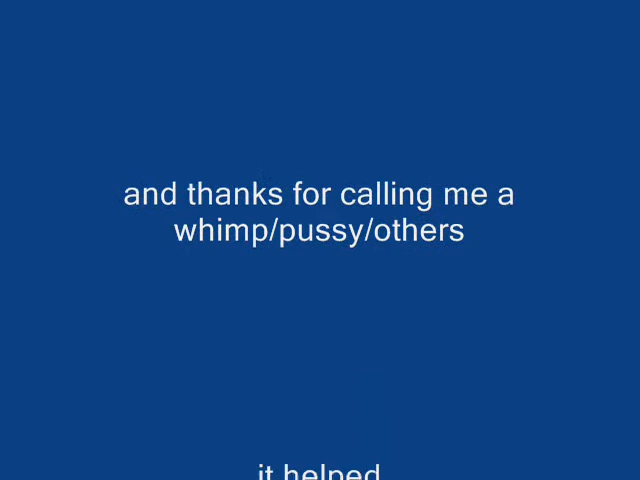 and thanks for calling me a
whimp/pussy/others
it helped